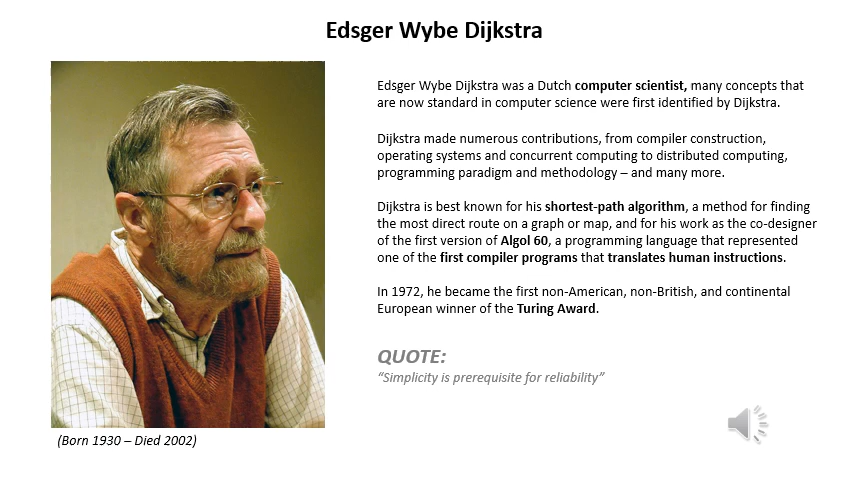 Edsger Wybe Dijkstra
Edsger Wybe Dijkstra was a Dutch computer scientist, many concepts that
are now standard in computer science were first identified by Dijkstra.
Dijkstra made numerous contributions, from compiler construction,
operating systems and concurrent computing to distributed computing,
programming paradigm and methodology – and many more.
Dijkstra is best known for his shortest-path algorithm, a method for finding
the most direct route on a graph or map, and for his work as the co-designer
of the first version of Algol 60, a programming language that represented
one of the first compiler programs that translates human instructions.
In 1972, he became the first non-American, non-British, and continental
European winner of the Turing Award.
QUOTE:
“Simplicity is prerequisite for reliability”
(Born 1930 – Died 2002)